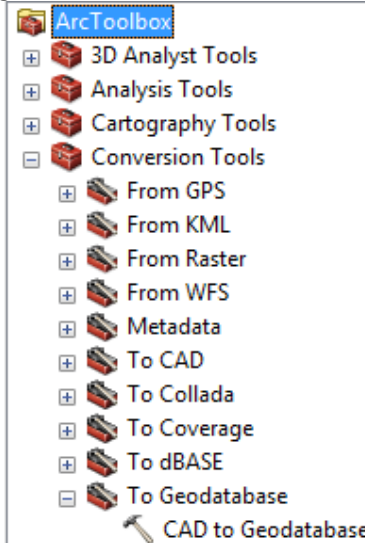 ArcToolbox
3D Analyst Tools
Analysis Tools
Cartography Tools
Conversion Tools
From GPS
From KML
From Raster
From WFS
Metadata
To CAD
To Collada
To Coverage
To dBASE
To Geodatabase
CAD to Geodatabase